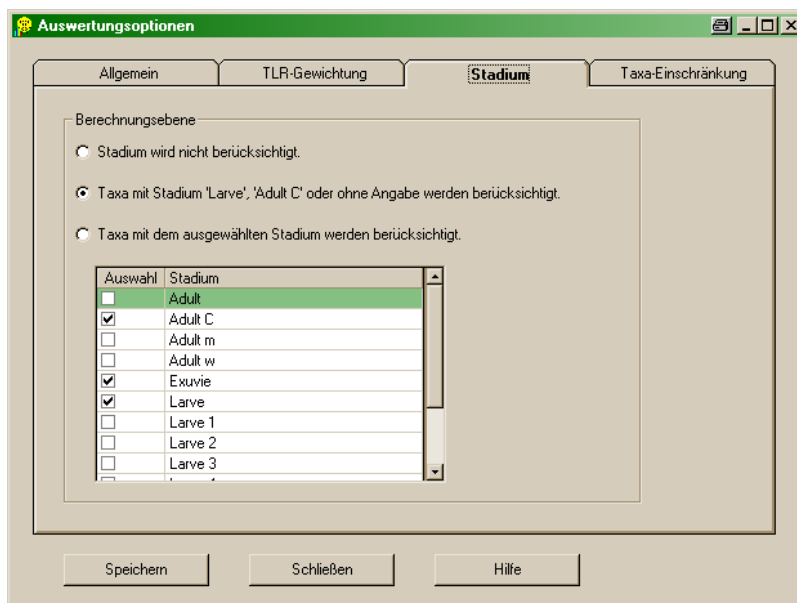 Auswertungsoptionen
Allgemein TLR-Gewichtung Stadium Taxa-Einschränkung
Berechnungsebene
Stadium wird nicht berücksichtigt.
Taxa mit Stadium 'Larve', 'Adult C' oder ohne Angabe werden berücksichtigt.
Taxa mit dem ausgewählten Stadium werden berücksichtigt.
Auswahl Stadium
Adult
Adult C
Adult m
Adult w
Exuvie
Larve
Larve 1
Larve 2
Larve 3
Speichern Schließen Hilfe